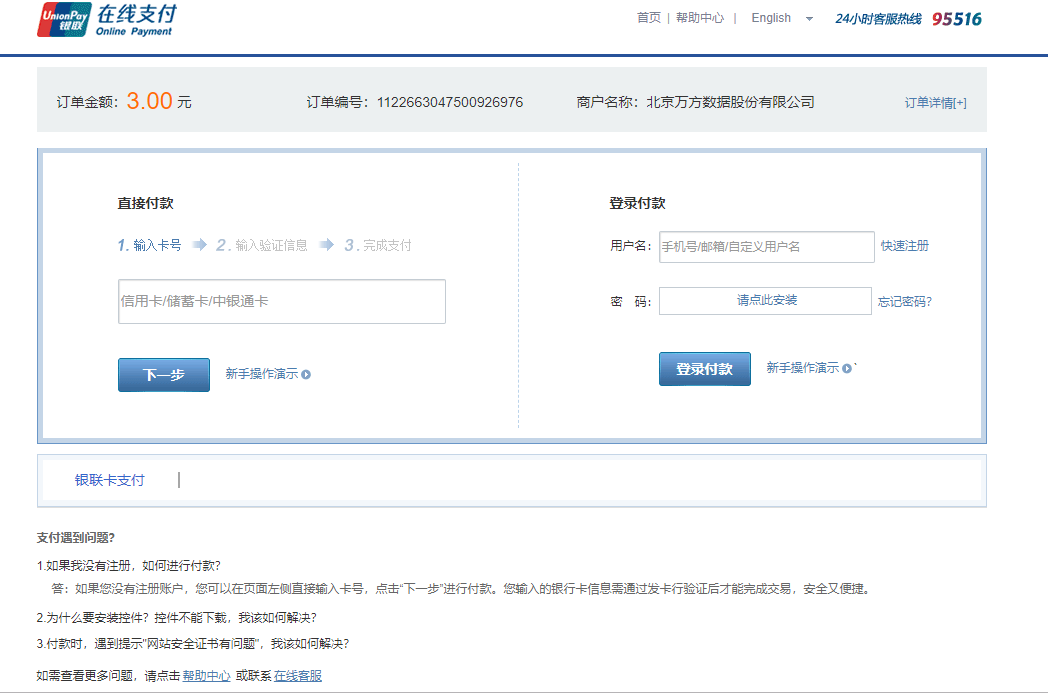 UnionPay 银联 在线支付 Online Payment
首页 | 帮助中心 | English 24小时客服热线 95516
订单金额：3.00 元 订单编号：1122663047500926976 商户名称：北京万方数据股份有限公司 订单详情[+]
直接付款
1. 输入卡号 2. 输入验证信息 3. 完成支付
信用卡/储蓄卡/中银通卡
下一步 新手操作演示
登录付款
用户名： 手机号/邮箱/自定义用户名 快速注册
密 码： 请点此安装 忘记密码?
登录付款 新手操作演示
银联卡支付
支付遇到问题?
1.如果我没有注册，如何进行付款?
答：如果您没有注册账户，您可以在页面左侧直接输入卡号，点击“下一步”进行付款。您输入的银行卡信息需通过发卡行验证后才能完成交易，安全又便捷。
2.为什么要安装控件？控件不能下载，我该如何解决?
3.付款时，遇到提示“网站安全证书有问题”，我该如何解决?
如需查看更多问题，请点击 帮助中心 或联系 在线客服